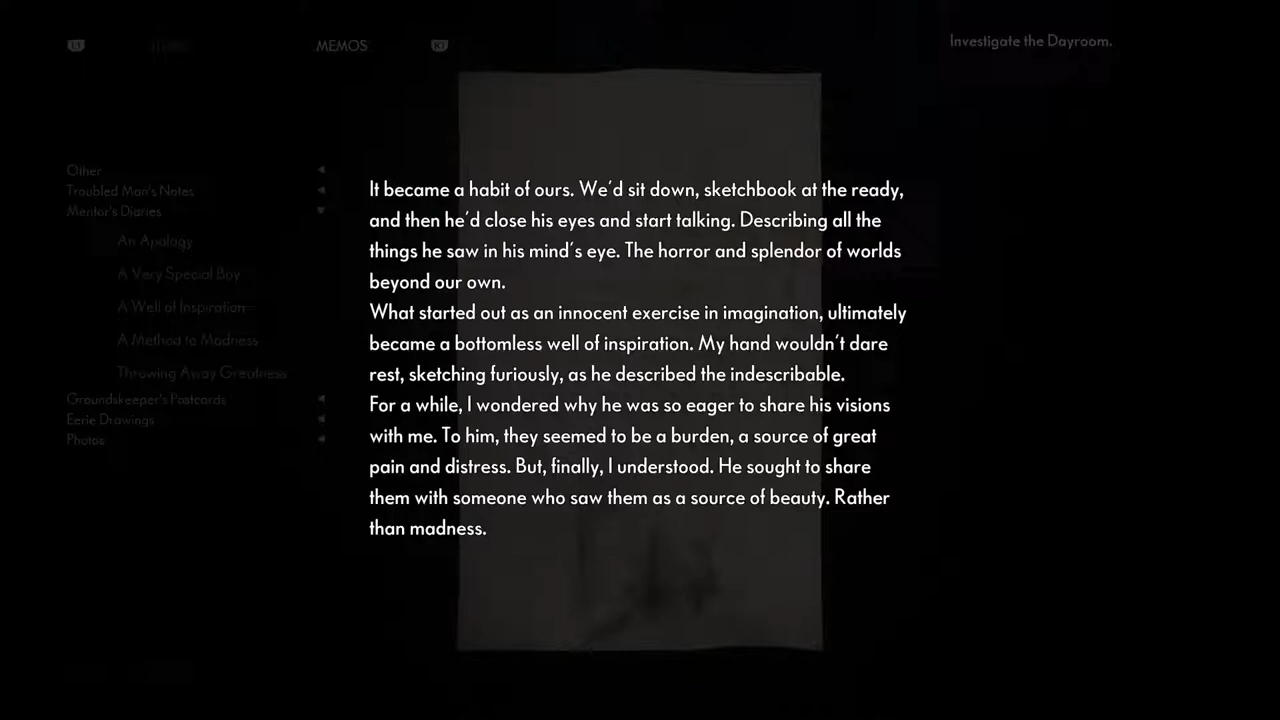 L1
MEMOS
R1
Investigate the Dayroom.
Other
Troubled Man's Notes
Mentor's Diaries
An Apology
A Very Special Boy
A Well of Inspiration
A Method to Madness
Throwing Away Greatness
Groundskeeper's Postcards
Eerie Drawings
Photos
It became a habit of ours. We'd sit down, sketchbook at the ready,
and then he'd close his eyes and start talking. Describing all the
things he saw in his mind's eye. The horror and splendor of worlds
beyond our own.
What started out as an innocent exercise in imagination, ultimately
became a bottomless well of inspiration. My hand wouldn't dare
rest, sketching furiously, as he described the indescribable.
For a while, I wondered why he was so eager to share his visions
with me. To him, they seemed to be a burden, a source of great
pain and distress. But, finally, I understood. He sought to share
them with someone who saw them as a source of beauty. Rather
than madness.